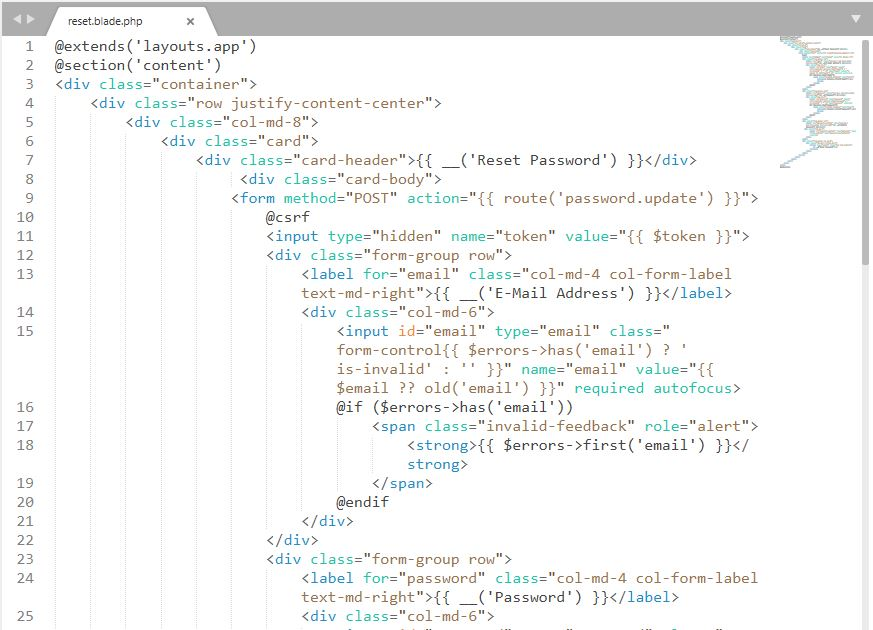 reset.blade.php
1 @extends('layouts.app')
2 @section('content')
3 <div class="container">
4 <div class="row justify-content-center">
5 <div class="col-md-8">
6 <div class="card">
7 <div class="card-header">{{ __('Reset Password') }}</div>
8 <div class="card-body">
9 <form method="POST" action="{{ route('password.update') }}">
10 @csrf
11 <input type="hidden" name="token" value="{{ $token }}">
12 <div class="form-group row">
13 <label for="email" class="col-md-4 col-form-label
text-md-right">{{ __('E-Mail Address') }}</label>
14 <div class="col-md-6">
15 <input id="email" type="email" class="
form-control{{ $errors->has('email') ? '
is-invalid' : '' }}" name="email" value="{{
$email ?? old('email') }}" required autofocus>
16 @if ($errors->has('email'))
17 <span class="invalid-feedback" role="alert">
18 <strong>{{ $errors->first('email') }}</
strong>
19 </span>
20 @endif
21 </div>
22 </div>
23 <div class="form-group row">
24 <label for="password" class="col-md-4 col-form-label
text-md-right">{{ __('Password') }}</label>
25 <div class="col-md-6">